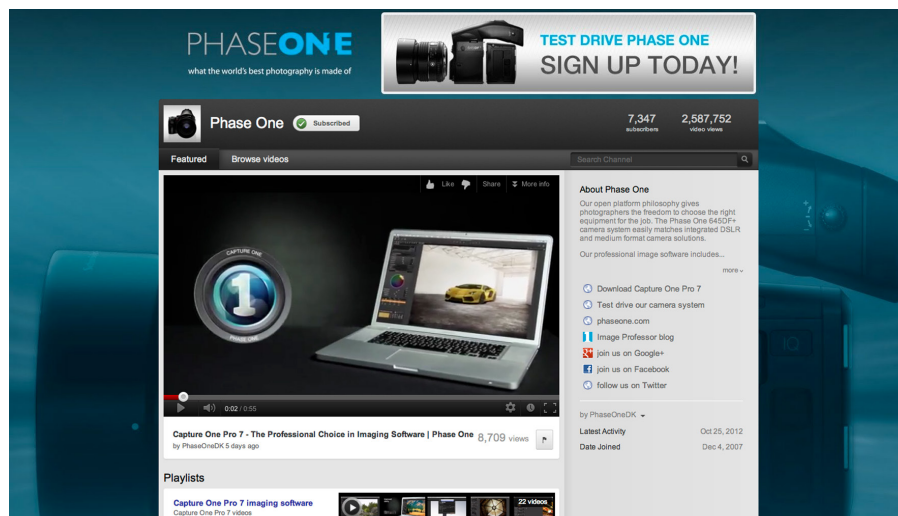 PHASEONE
what the world's best photography is made of
TEST DRIVE PHASE ONE
SIGN UP TODAY!
Phase One
Subscribed
7,347
subscribers
2,587,752
video views
Featured
Browse videos
Search Channel
Like
Share
More info
CAPTURE ONE
1
PHASE ONE
0:02 / 0:55
Capture One Pro 7 - The Professional Choice in Imaging Software | Phase One
by PhaseOneDK 5 days ago
8,709 views
Playlists
Capture One Pro 7 imaging software
Capture One Pro 7 videos
22 videos
About Phase One
Our open platform philosophy gives
photographers the freedom to choose the right
equipment for the job. The Phase One 645DF+
camera system easily matches integrated DSLR
and medium format camera solutions.
Our professional image software includes...
more
Download Capture One Pro 7
Test drive our camera system
phaseone.com
Image Professor blog
join us on Google+
join us on Facebook
follow us on Twitter
by PhaseOneDK
Latest Activity
Oct 25, 2012
Date Joined
Dec 4, 2007
IQ